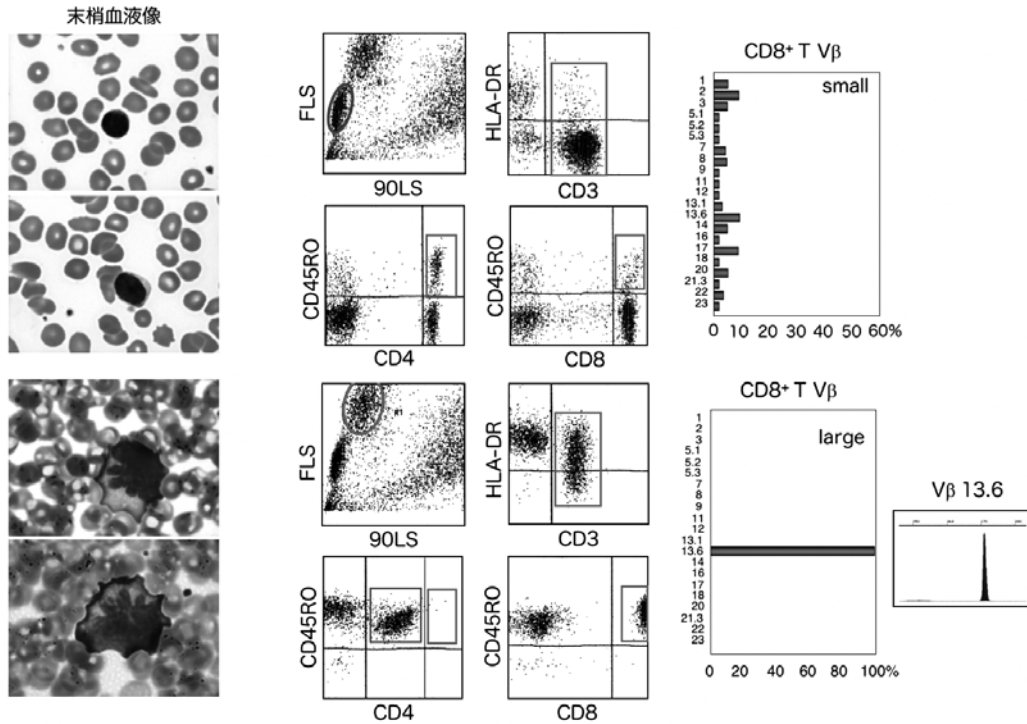 末梢血液像
FLS
90LS
HLA-DR
CD3
CD45RO
CD4
CD45RO
CD8
CD8⁺ T Vβ
small
1
2
3
5.1
5.2
5.3
7
8
9
11
12
13.1
13.6
14
16
17
18
20
21.3
22
23
0 10 20 30 40 50 60%
FLS
R1
90LS
HLA-DR
CD3
CD45RO
CD4
CD45RO
CD8
CD8⁺ T Vβ
large
1
2
3
5.1
5.2
5.3
7
8
9
11
12
13.1
13.6
14
16
17
18
20
21.3
22
23
0 20 40 60 80 100%
Vβ 13.6